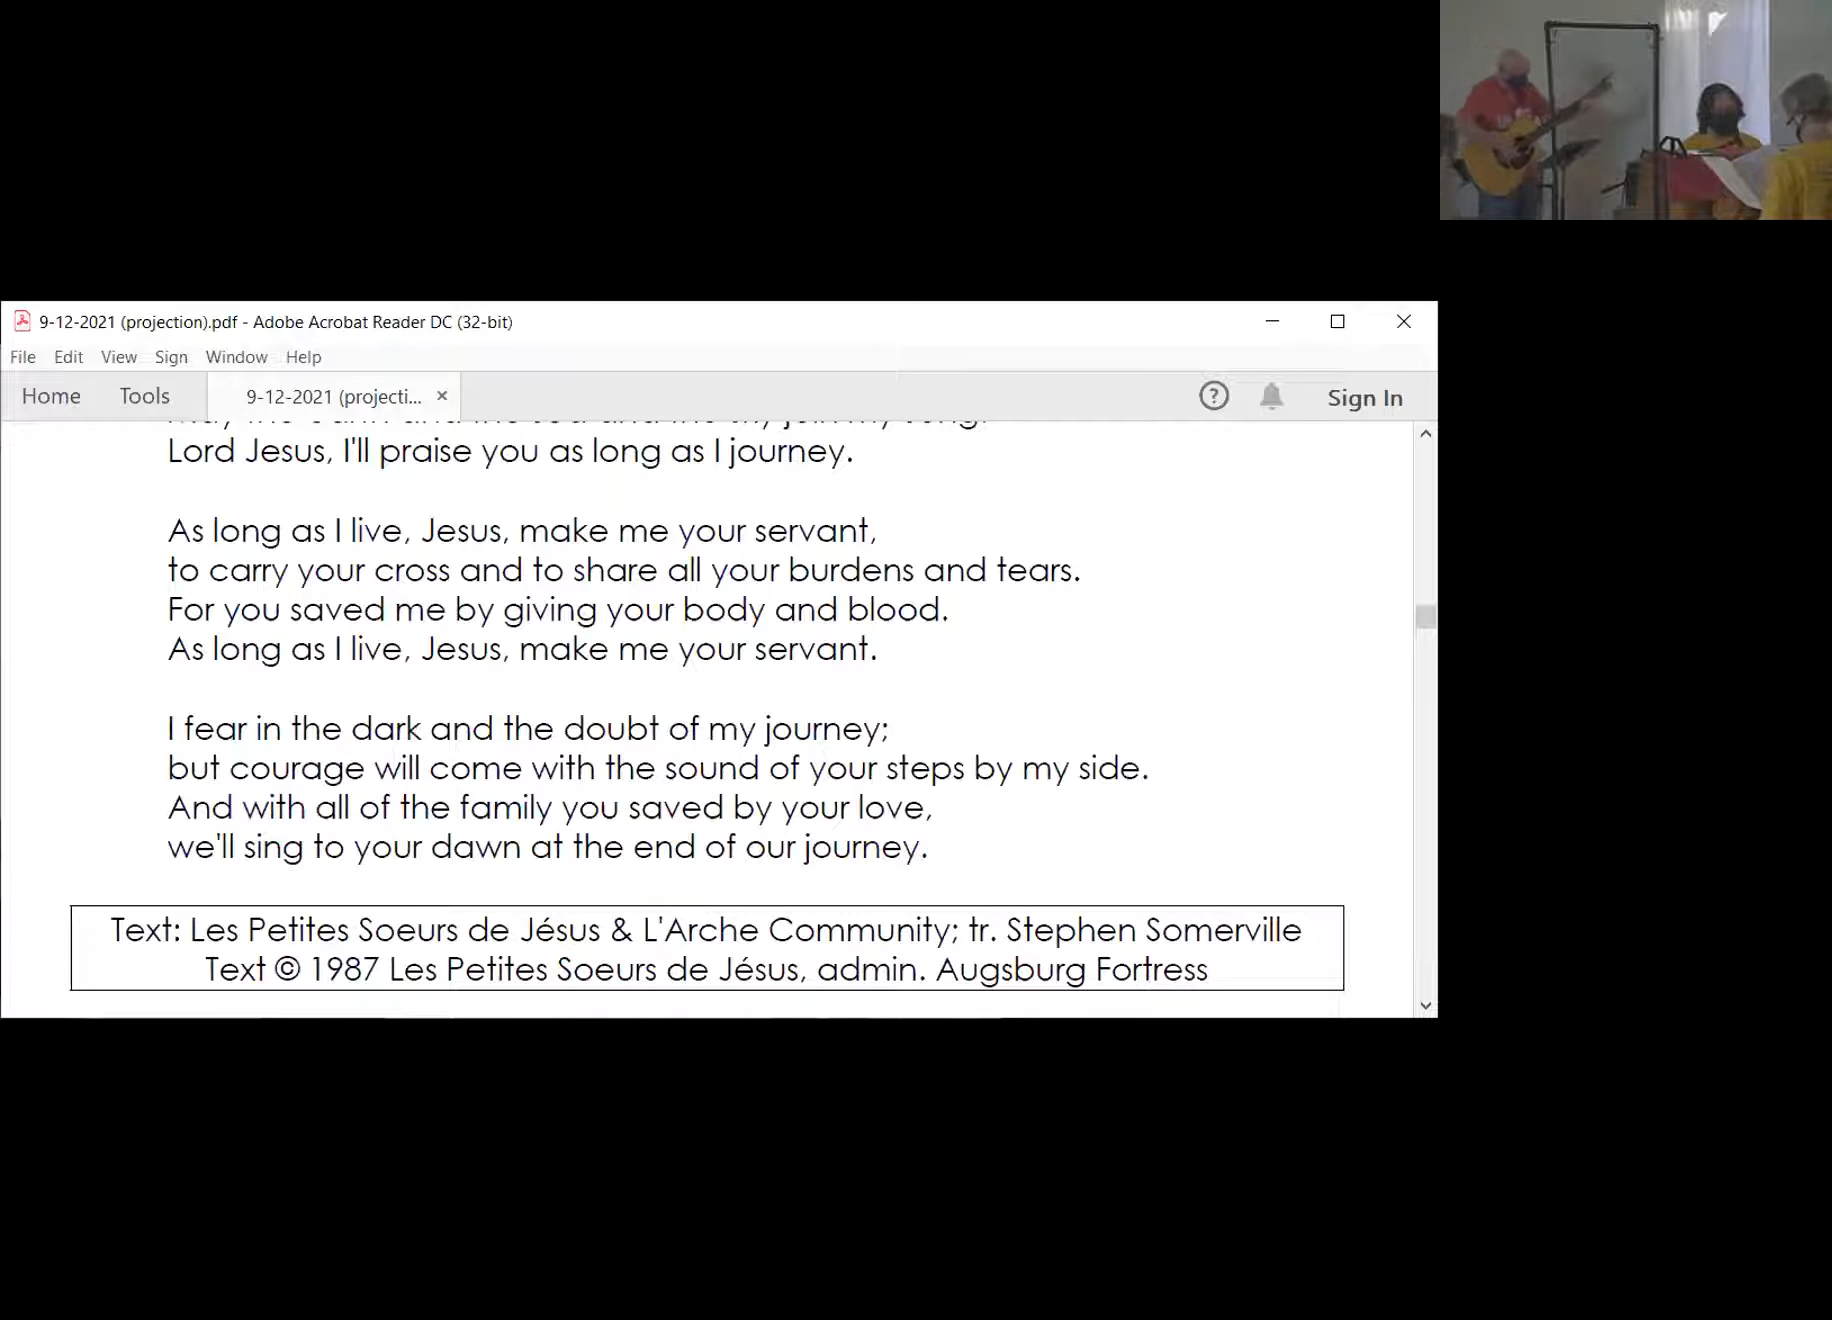 9-12-2021 (projection).pdf - Adobe Acrobat Reader DC (32-bit)
File Edit View Sign Window Help
Home Tools 9-12-2021 (projecti... × ? Sign In
Lord Jesus, I'll praise you as long as I journey.
As long as I live, Jesus, make me your servant,
to carry your cross and to share all your burdens and tears.
For you saved me by giving your body and blood.
As long as I live, Jesus, make me your servant.
I fear in the dark and the doubt of my journey;
but courage will come with the sound of your steps by my side.
And with all of the family you saved by your love,
we'll sing to your dawn at the end of our journey.
Text: Les Petites Soeurs de Jésus & L'Arche Community; tr. Stephen Somerville
Text © 1987 Les Petites Soeurs de Jésus, admin. Augsburg Fortress